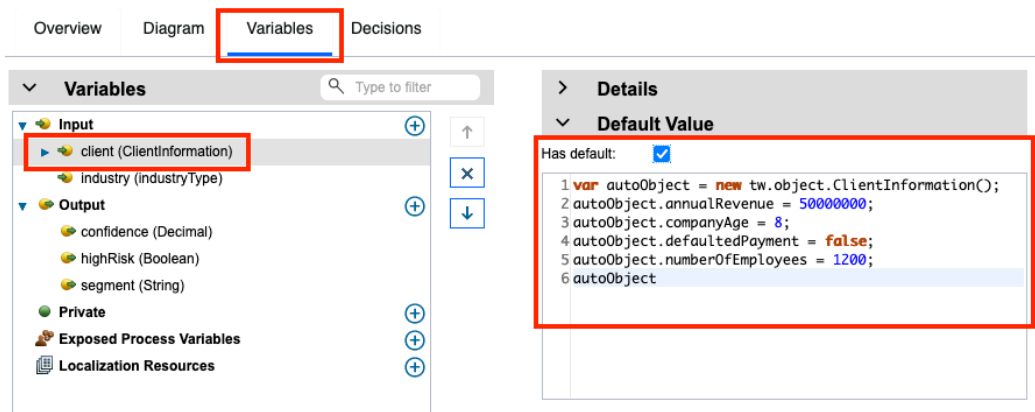 Overview Diagram Variables Decisions
Variables
Type to filter
Input
client (ClientInformation)
industry (industryType)
Output
confidence (Decimal)
highRisk (Boolean)
segment (String)
Private
Exposed Process Variables
Localization Resources
Details
Default Value
Has default:
1 var autoObject = new tw.object.ClientInformation();
2 autoObject.annualRevenue = 50000000;
3 autoObject.companyAge = 8;
4 autoObject.defaultedPayment = false;
5 autoObject.numberOfEmployees = 1200;
6 autoObject